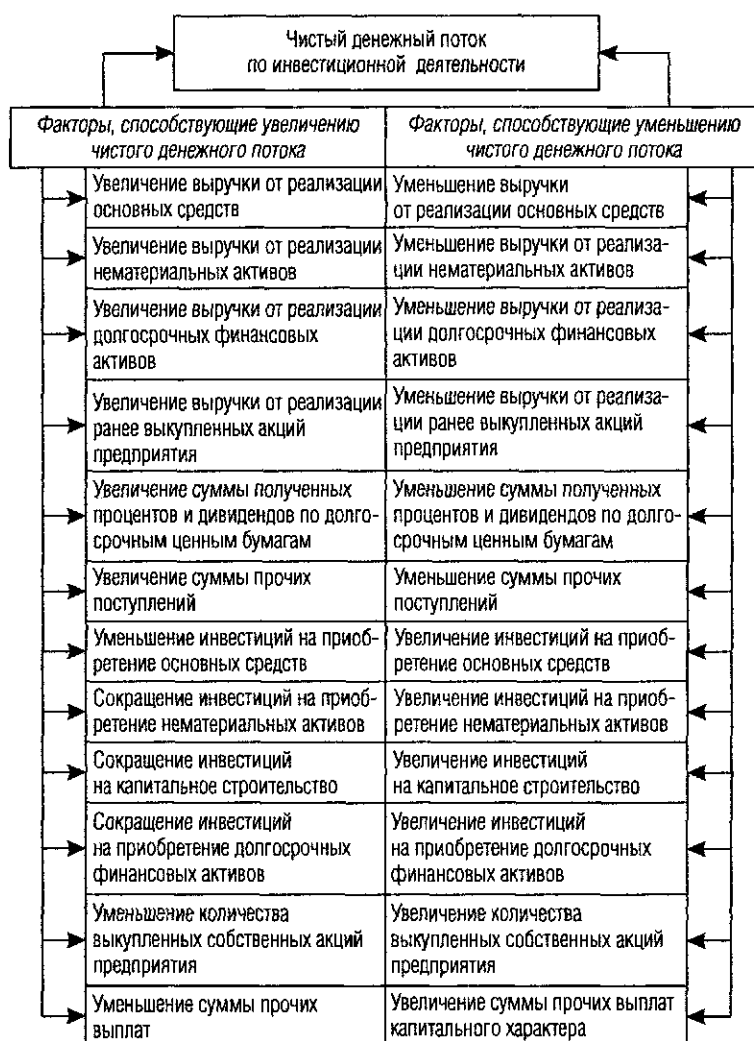 Чистый денежный поток
по инвестиционной деятельности
Факторы, способствующие увеличению
чистого денежного потока
Факторы, способствующие уменьшению
чистого денежного потока
Увеличение выручки от реализации
основных средств
Уменьшение выручки
от реализации основных средств
Увеличение выручки от реализации
нематериальных активов
Уменьшение выручки от реализа-
ции нематериальных активов
Увеличение выручки от реализации
долгосрочных финансовых
активов
Уменьшение выручки от реализа-
ции долгосрочных финансовых
активов
Увеличение выручки от реализации
ранее выкупленных акций
предприятия
Уменьшение выручки от реализа-
ции ранее выкупленных акций
предприятия
Увеличение суммы полученных
процентов и дивидендов по долго-
срочным ценным бумагам
Уменьшение суммы полученных
процентов и дивидендов по долго-
срочным ценным бумагам
Увеличение суммы прочих
поступлений
Уменьшение суммы прочих
поступлений
Уменьшение инвестиций на приоб-
ретение основных средств
Увеличение инвестиций на приоб-
ретение основных средств
Сокращение инвестиций на приоб-
ретение нематериальных активов
Увеличение инвестиций на приоб-
ретение нематериальных активов
Сокращение инвестиций
на капитальное строительство
Увеличение инвестиций
на капитальное строительство
Сокращение инвестиций
на приобретение долгосрочных
финансовых активов
Увеличение инвестиций
на приобретение долгосрочных
финансовых активов
Уменьшение количества
выкупленных собственных акций
предприятия
Увеличение количества
выкупленных собственных акций
предприятия
Уменьшение суммы прочих
выплат
Увеличение суммы прочих выплат
капитального характера